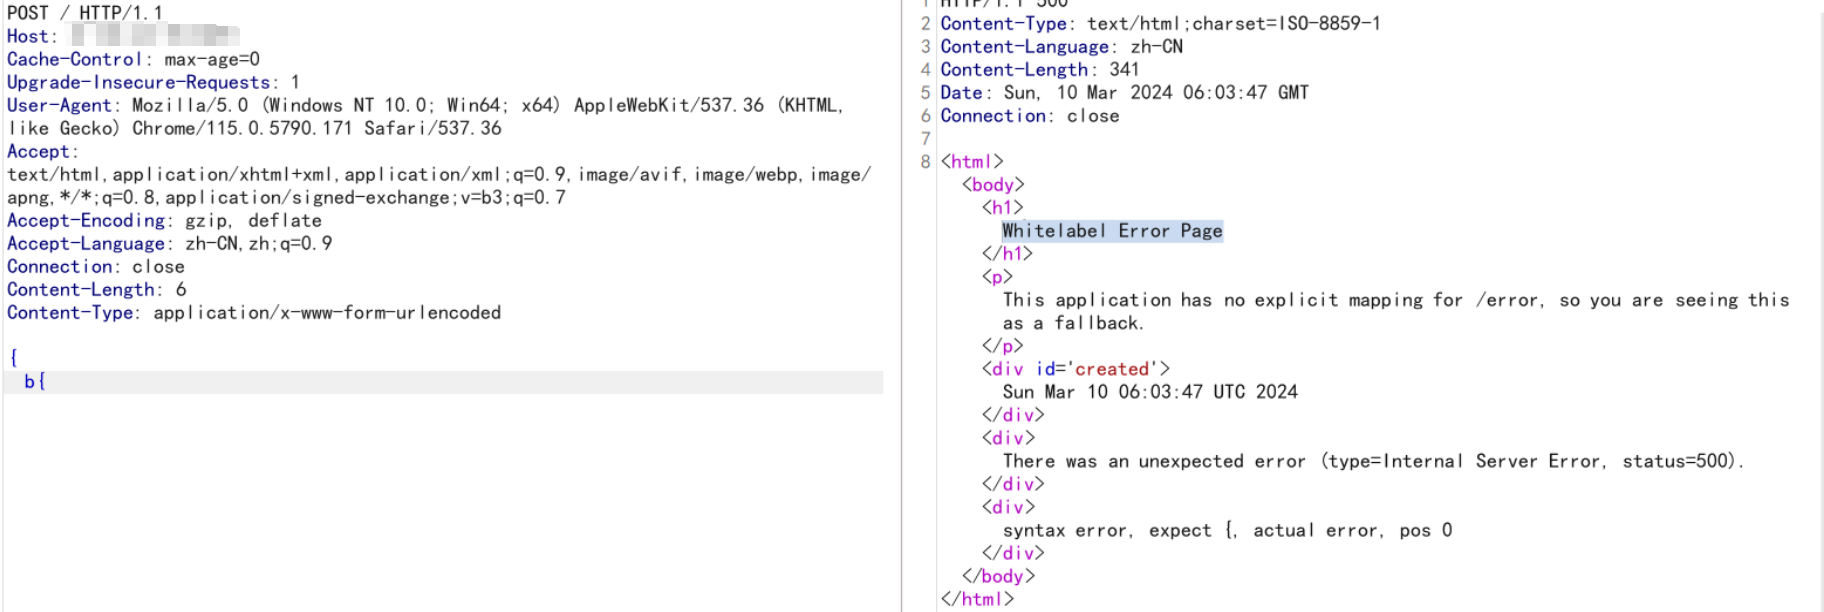 POST / HTTP/1.1
Host:
Cache-Control: max-age=0
Upgrade-Insecure-Requests: 1
User-Agent: Mozilla/5.0 (Windows NT 10.0; Win64; x64) AppleWebKit/537.36 (KHTML,
like Gecko) Chrome/115.0.5790.171 Safari/537.36
Accept:
text/html,application/xhtml+xml,application/xml;q=0.9,image/avif,image/webp,image/
apng,*/*;q=0.8,application/signed-exchange;v=b3;q=0.7
Accept-Encoding: gzip, deflate
Accept-Language: zh-CN,zh;q=0.9
Connection: close
Content-Length: 6
Content-Type: application/x-www-form-urlencoded
{
b{
1 HTTP/1.1 500
2 Content-Type: text/html;charset=ISO-8859-1
3 Content-Language: zh-CN
4 Content-Length: 341
5 Date: Sun, 10 Mar 2024 06:03:47 GMT
6 Connection: close
7
8 <html>
<body>
<h1>
Whitelabel Error Page
</h1>
<p>
This application has no explicit mapping for /error, so you are seeing this
as a fallback.
</p>
<div id='created'>
Sun Mar 10 06:03:47 UTC 2024
</div>
<div>
There was an unexpected error (type=Internal Server Error, status=500).
</div>
<div>
syntax error, expect {, actual error, pos 0
</div>
</body>
</html>